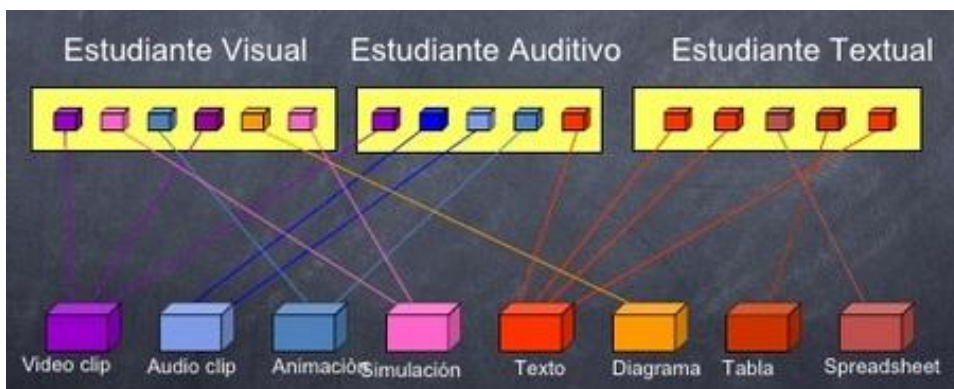 Estudiante Visual
Estudiante Auditivo
Estudiante Textual
Video clip
Audio clip
Animación
Simulación
Texto
Diagrama
Tabla
Spreadsheet